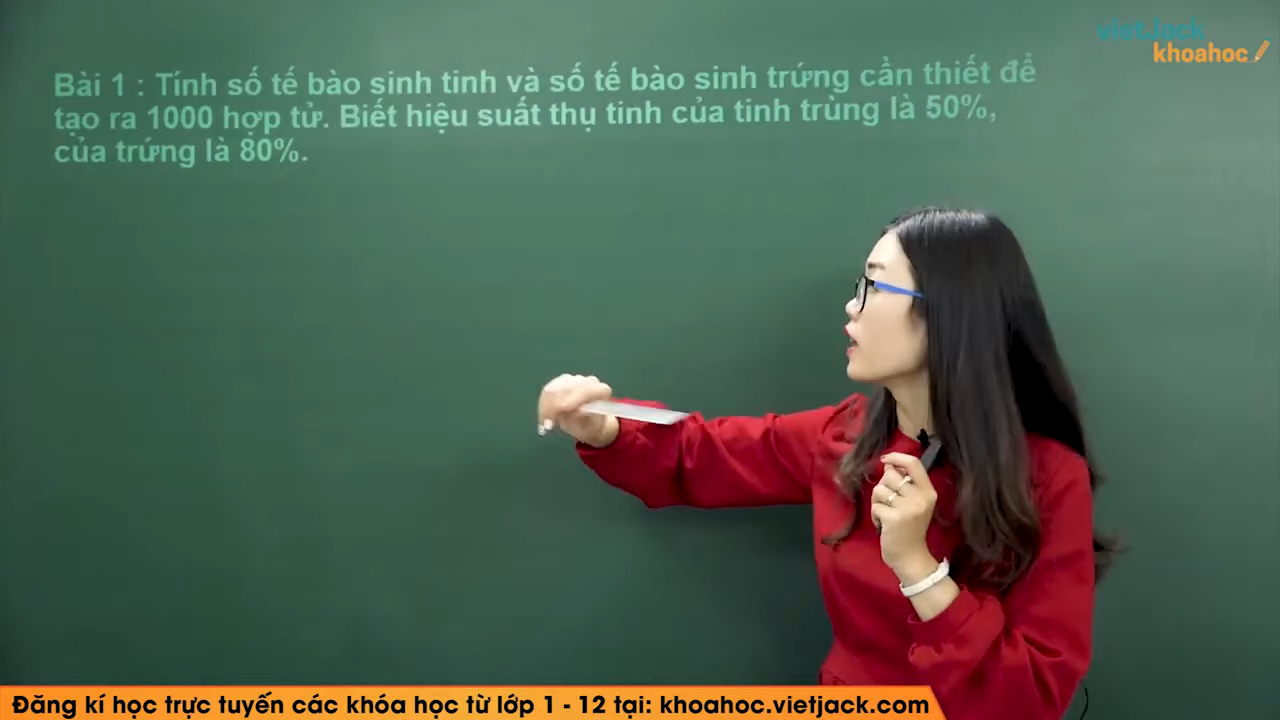 vietJack
khoahoc
Bài 1 : Tính số tế bào sinh tinh và số tế bào sinh trứng cần thiết để
tạo ra 1000 hợp tử. Biết hiệu suất thụ tinh của tinh trùng là 50%,
của trứng là 80%.
Đăng kí học trực tuyến các khóa học từ lớp 1 - 12 tại: khoahoc.vietjack.com